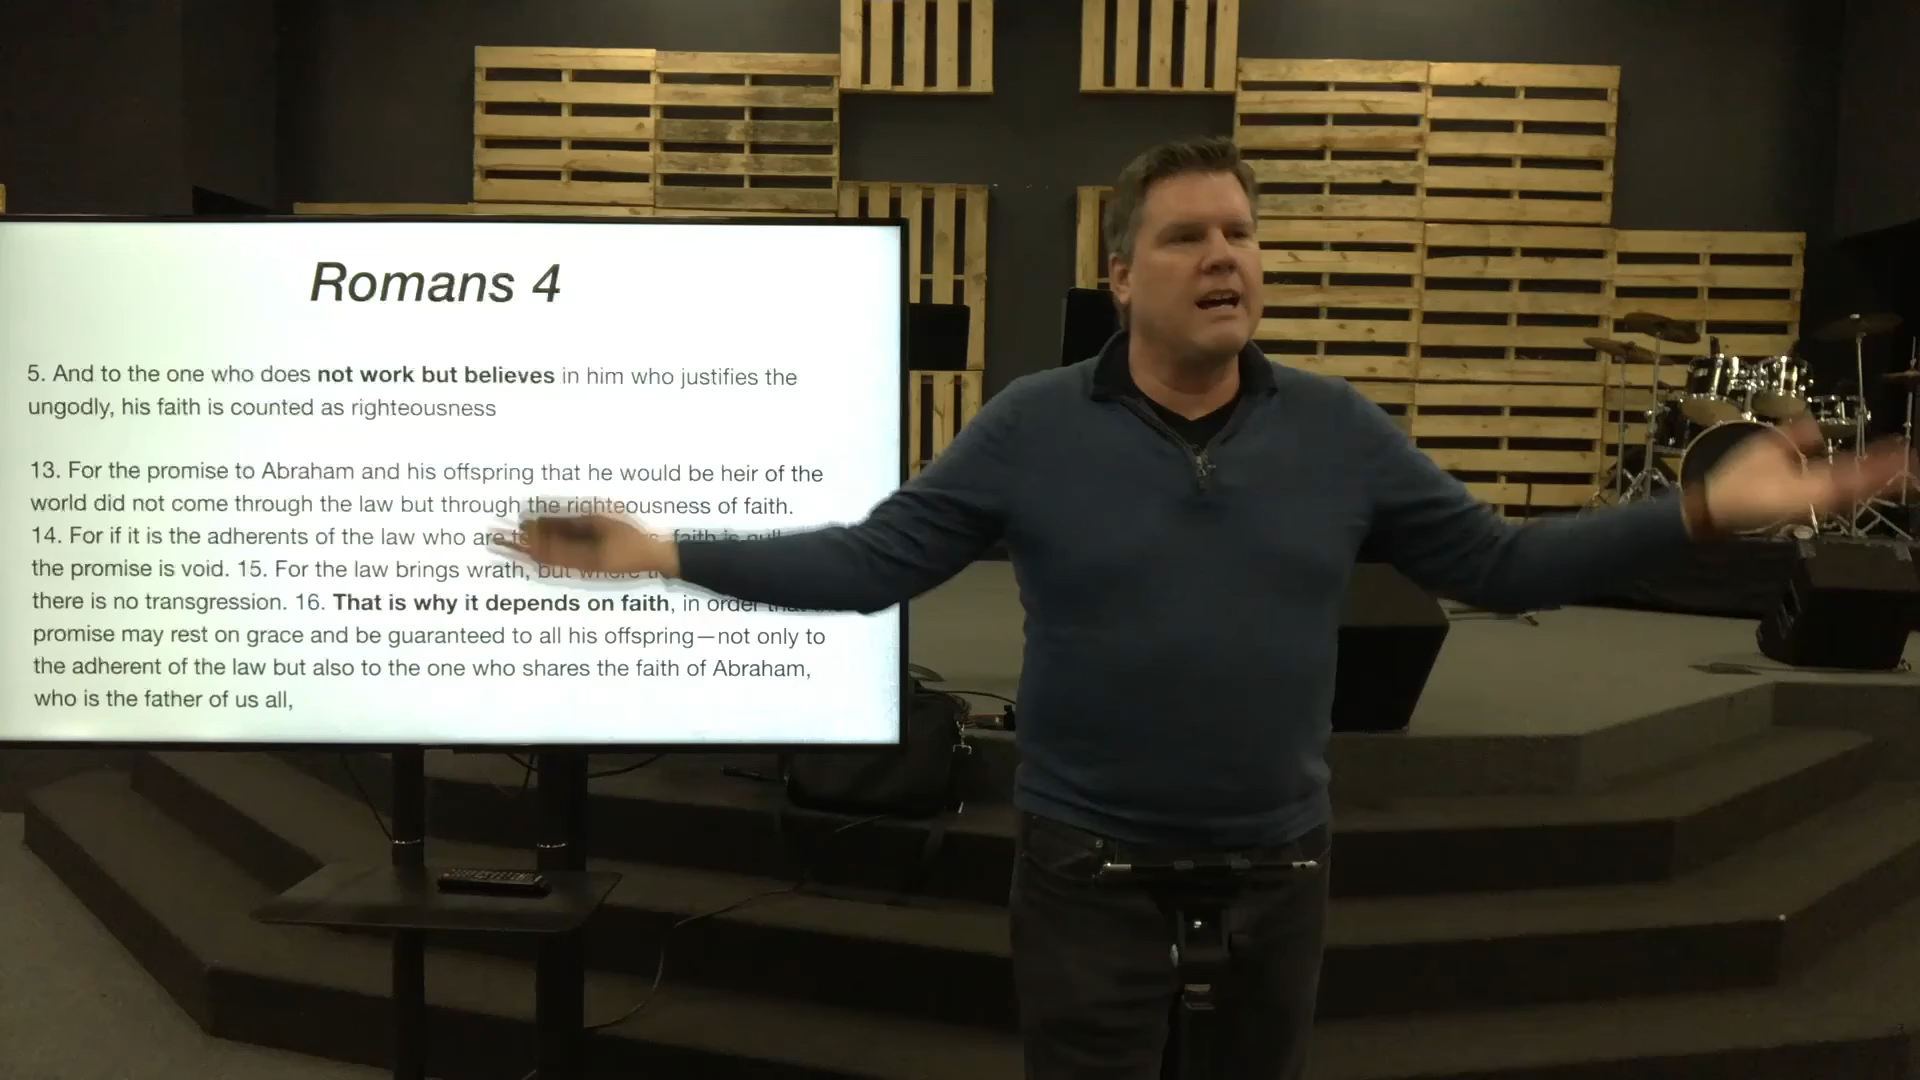 Romans 4
5. And to the one who does not work but believes in him who justifies the
ungodly, his faith is counted as righteousness
13. For the promise to Abraham and his offspring that he would be heir of the
world did not come through the law but through the righteousness of faith.
14. For if it is the adherents of the law who are faith is null
the promise is void. 15. For the law brings wrath, but where
there is no transgression. 16. That is why it depends on faith, in order that
promise may rest on grace and be guaranteed to all his offspring—not only to
the adherent of the law but also to the one who shares the faith of Abraham,
who is the father of us all,